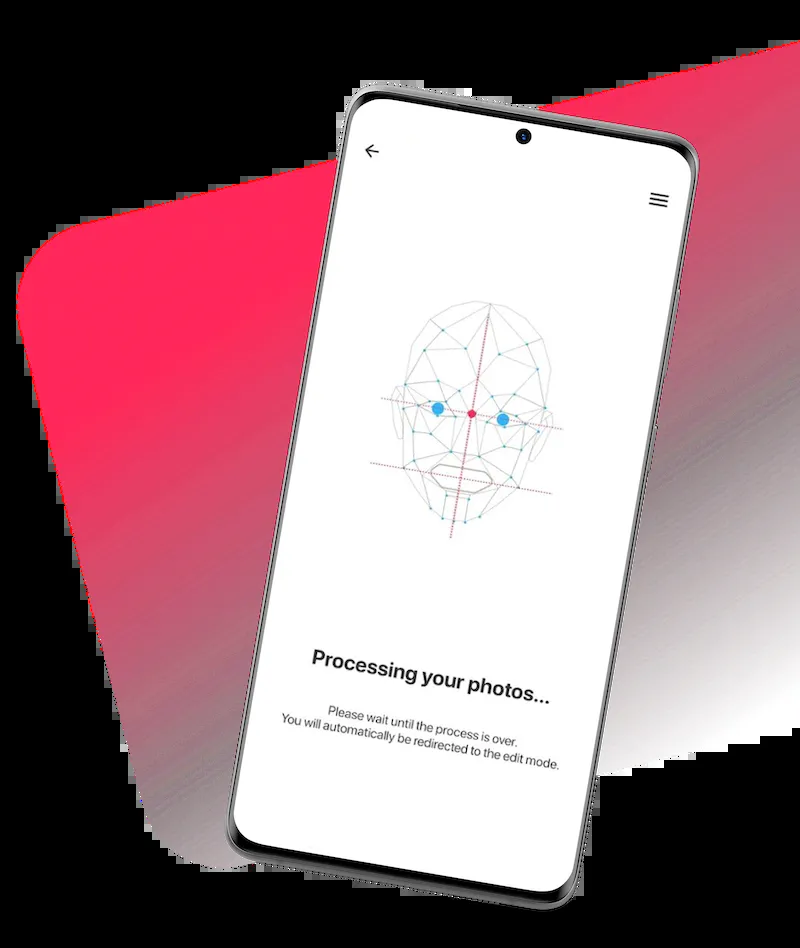 Processing your photos...
Please wait until the process is over.
You will automatically be redirected to the edit mode.